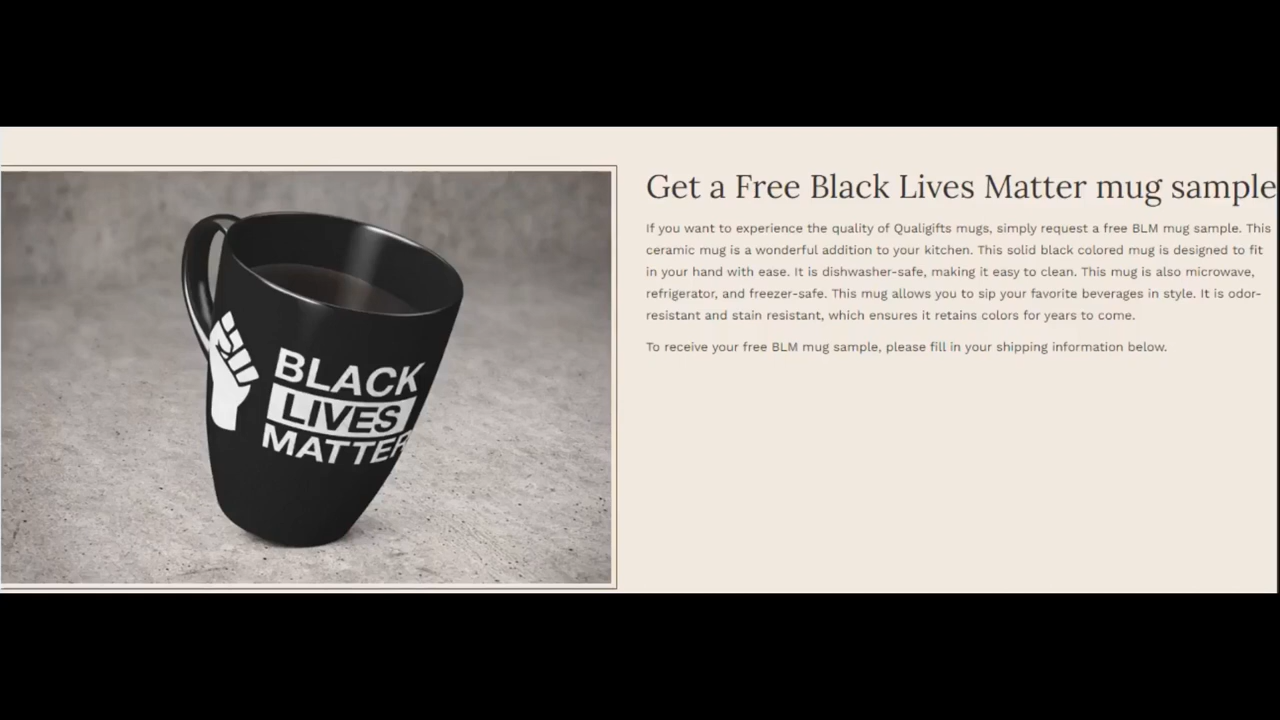 BLACK
LIVES
MATTER
Get a Free Black Lives Matter mug sample
If you want to experience the quality of Qualigifts mugs, simply request a free BLM mug sample. This
ceramic mug is a wonderful addition to your kitchen. This solid black colored mug is designed to fit
in your hand with ease. It is dishwasher-safe, making it easy to clean. This mug is also microwave,
refrigerator, and freezer-safe. This mug allows you to sip your favorite beverages in style. It is odor-
resistant and stain resistant, which ensures it retains colors for years to come.
To receive your free BLM mug sample, please fill in your shipping information below.